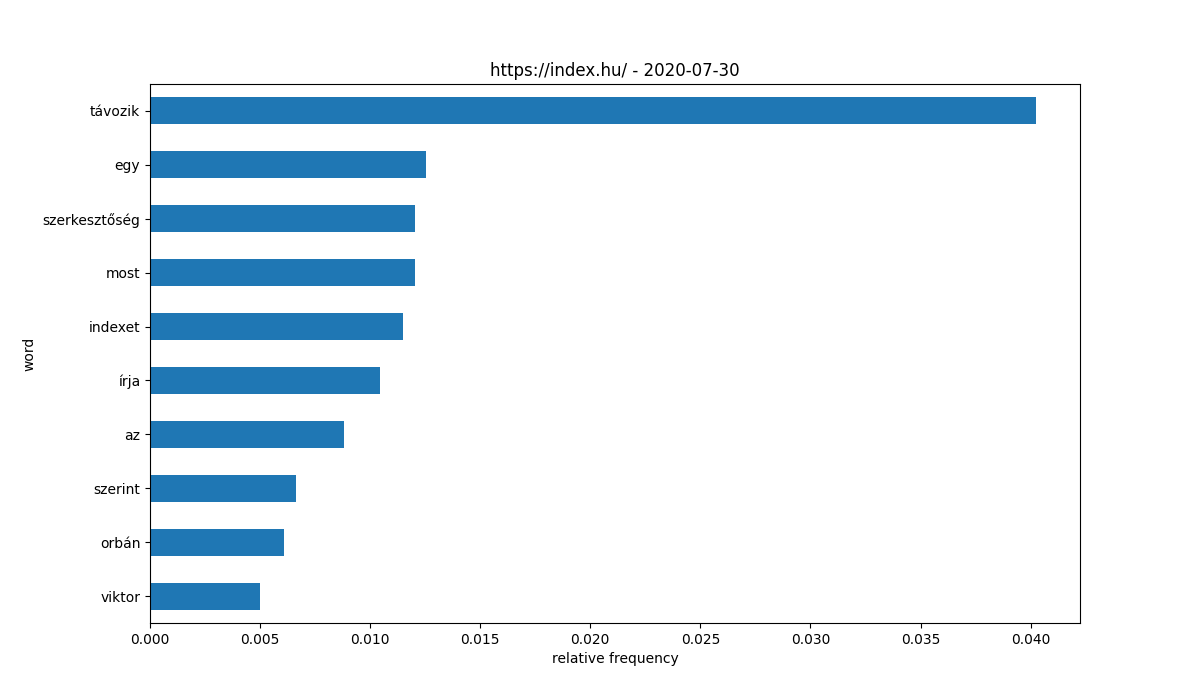 https://index.hu/ - 2020-07-30
távozik
egy
szerkesztőség
most
indexet
írja
az
szerint
orbán
viktor
word
0.000 0.005 0.010 0.015 0.020 0.025 0.030 0.035 0.040
relative frequency